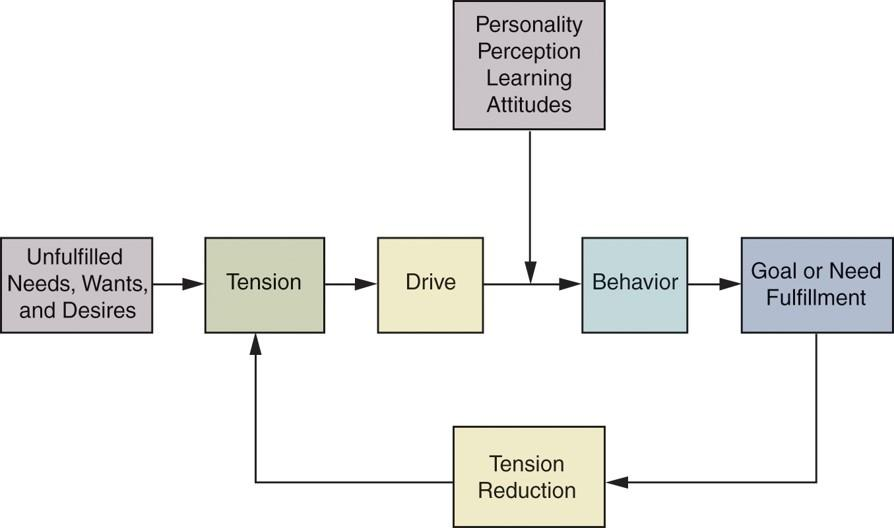 Personality
Perception
Learning
Attitudes
Unfulfilled
Needs, Wants,
and Desires
Tension
Drive
Behavior
Goal or Need
Fulfillment
Tension
Reduction